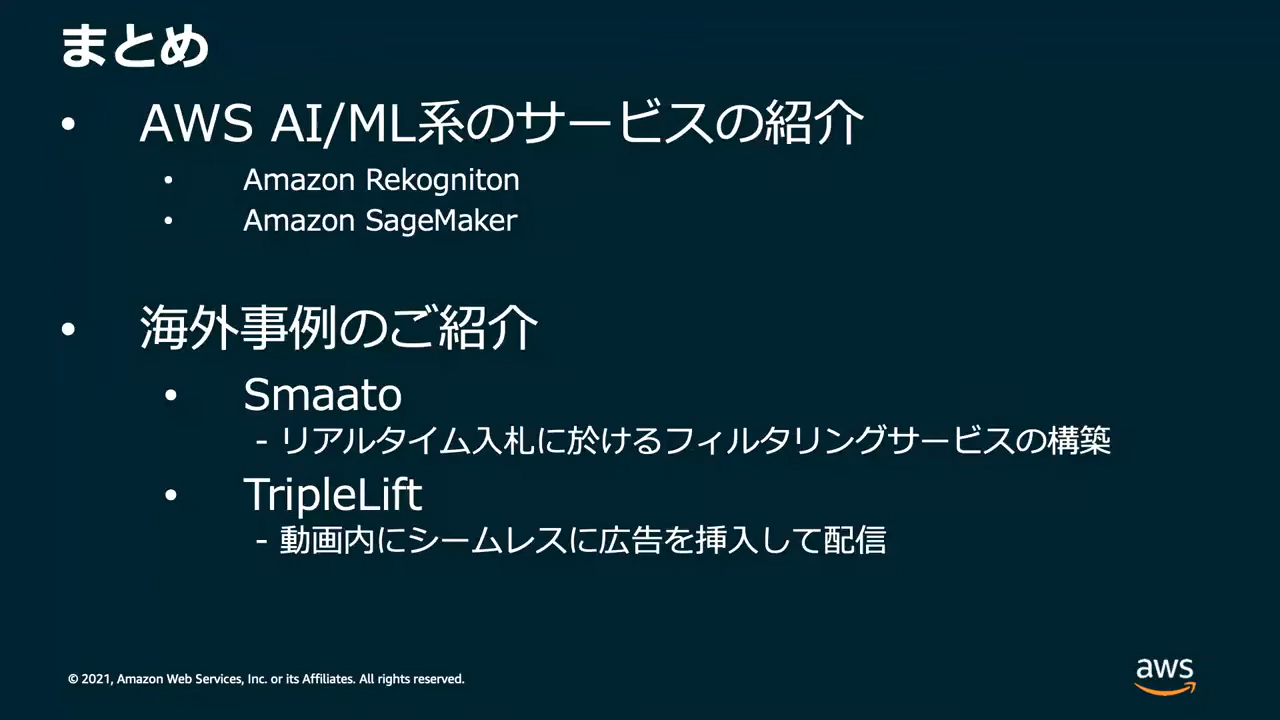 まとめ
• AWS AI/ML系のサービスの紹介
• Amazon Rekogniton
• Amazon SageMaker
• 海外事例のご紹介
• Smaato
- リアルタイム入札に於けるフィルタリングサービスの構築
• TripleLift
- 動画内にシームレスに広告を挿入して配信
© 2021, Amazon Web Services, Inc. or its Affiliates. All rights reserved.
aws